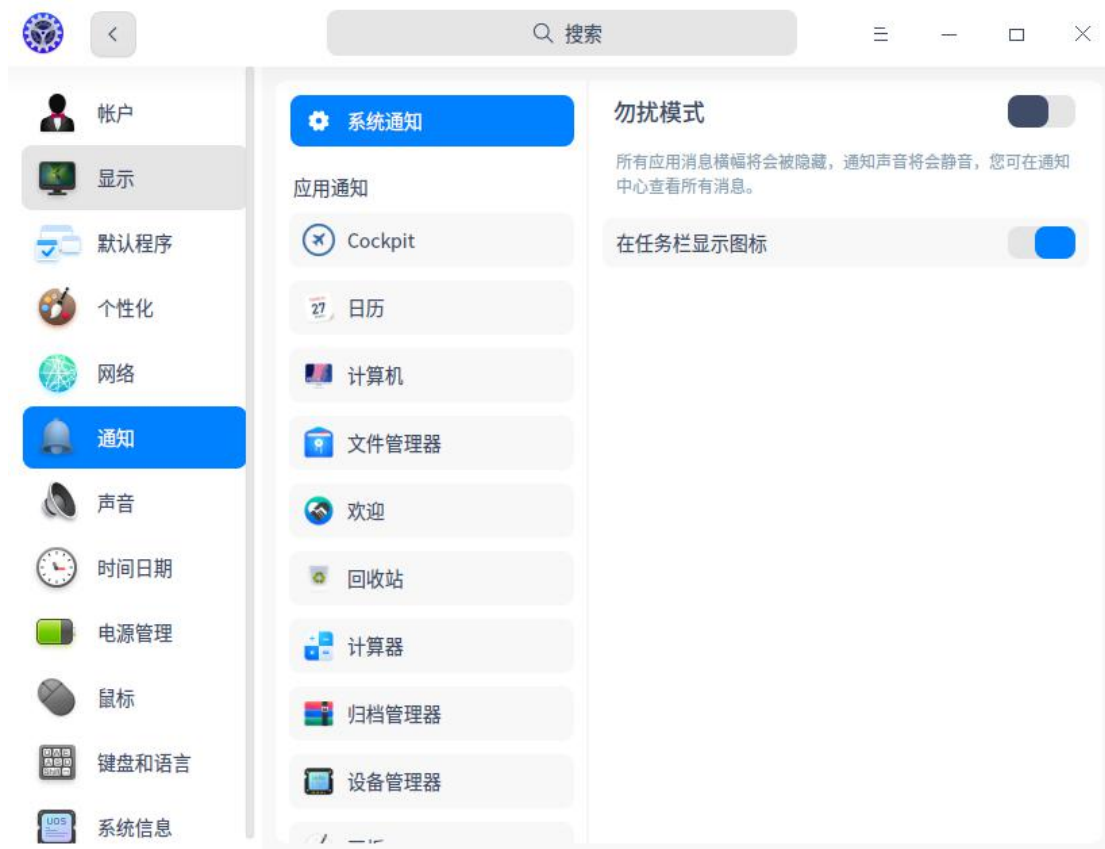 搜索
帐户
显示
默认程序
个性化
网络
通知
声音
时间日期
电源管理
鼠标
键盘和语言
UOS
系统信息
系统通知
应用通知
Cockpit
27
日历
计算机
文件管理器
欢迎
回收站
计算器
归档管理器
设备管理器
勿扰模式
所有应用消息横幅将会被隐藏，通知声音将会静音，您可在通知
中心查看所有消息。
在任务栏显示图标